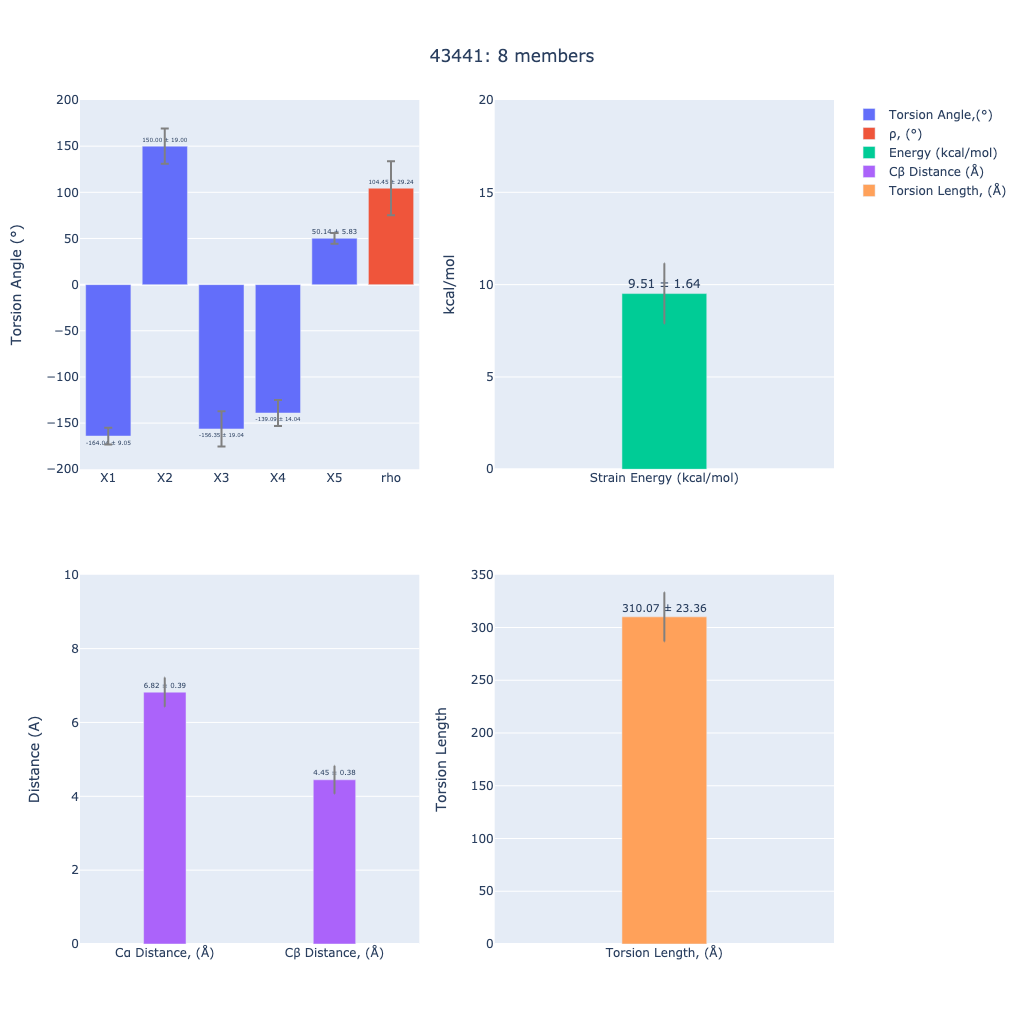 43441: 8 members
Torsion Angle (°)
200
150
100
50
0
−50
−100
−150
−200
150.00 ± 19.00
104.45 ± 29.24
50.14 ± 5.83
-139.09 ± 14.04
-156.35 ± 19.04
± 9.05
X1 X2 X3 X4 X5 rho
kcal/mol
20
15
10
5
0
9.51 ± 1.64
Strain Energy (kcal/mol)
Torsion Angle,(°)
ρ, (°)
Energy (kcal/mol)
Cβ Distance (Å)
Torsion Length, (Å)
Distance (A)
10
8
6
4
2
0
6.82 ± 0.39
4.45 ± 0.38
Cα Distance, (Å) Cβ Distance, (Å)
Torsion Length
350
300
250
200
150
100
50
0
310.07 ± 23.36
Torsion Length, (Å)